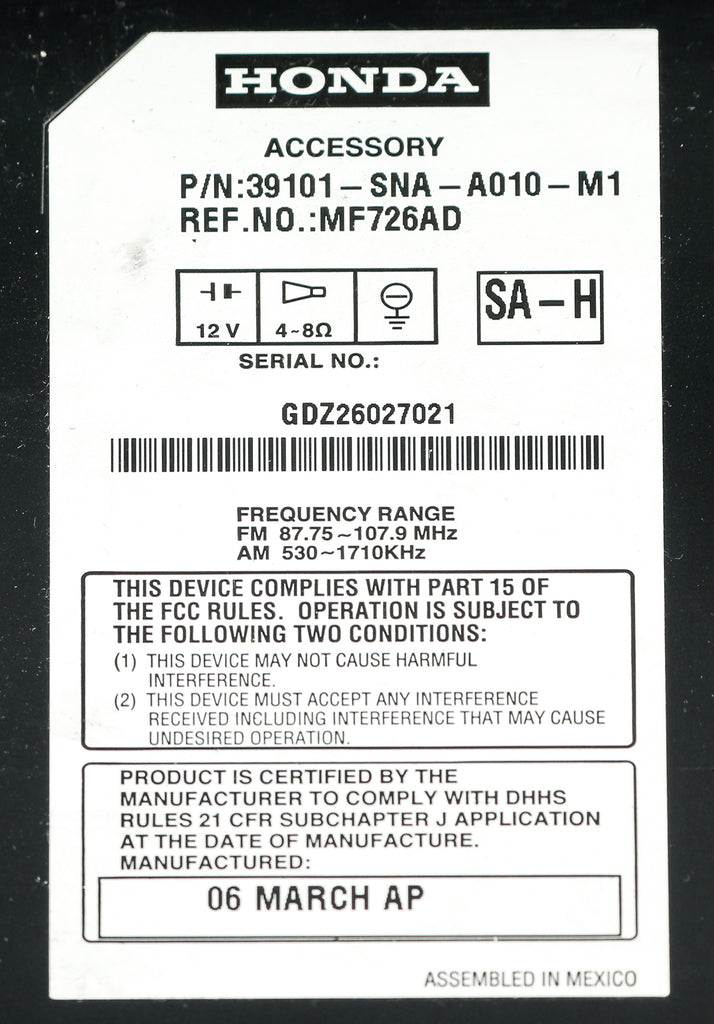 HONDA
ACCESSORY
P/N:39101-SNA-A010-M1
REF.NO.:MF726AD
12 V
4~8Ω
SA-H
SERIAL NO.:
GDZ26027021
FREQUENCY RANGE
FM 87.75~107.9 MHz
AM 530~1710KHz
THIS DEVICE COMPLIES WITH PART 15 OF
THE FCC RULES. OPERATION IS SUBJECT TO
THE FOLLOWING TWO CONDITIONS:
(1) THIS DEVICE MAY NOT CAUSE HARMFUL
INTERFERENCE.
(2) THIS DEVICE MUST ACCEPT ANY INTERFERENCE
RECEIVED INCLUDING INTERFERENCE THAT MAY CAUSE
UNDESIRED OPERATION.
PRODUCT IS CERTIFIED BY THE
MANUFACTURER TO COMPLY WITH DHHS
RULES 21 CFR SUBCHAPTER J APPLICATION
AT THE DATE OF MANUFACTURE.
MANUFACTURED:
06 MARCH AP
ASSEMBLED IN MEXICO